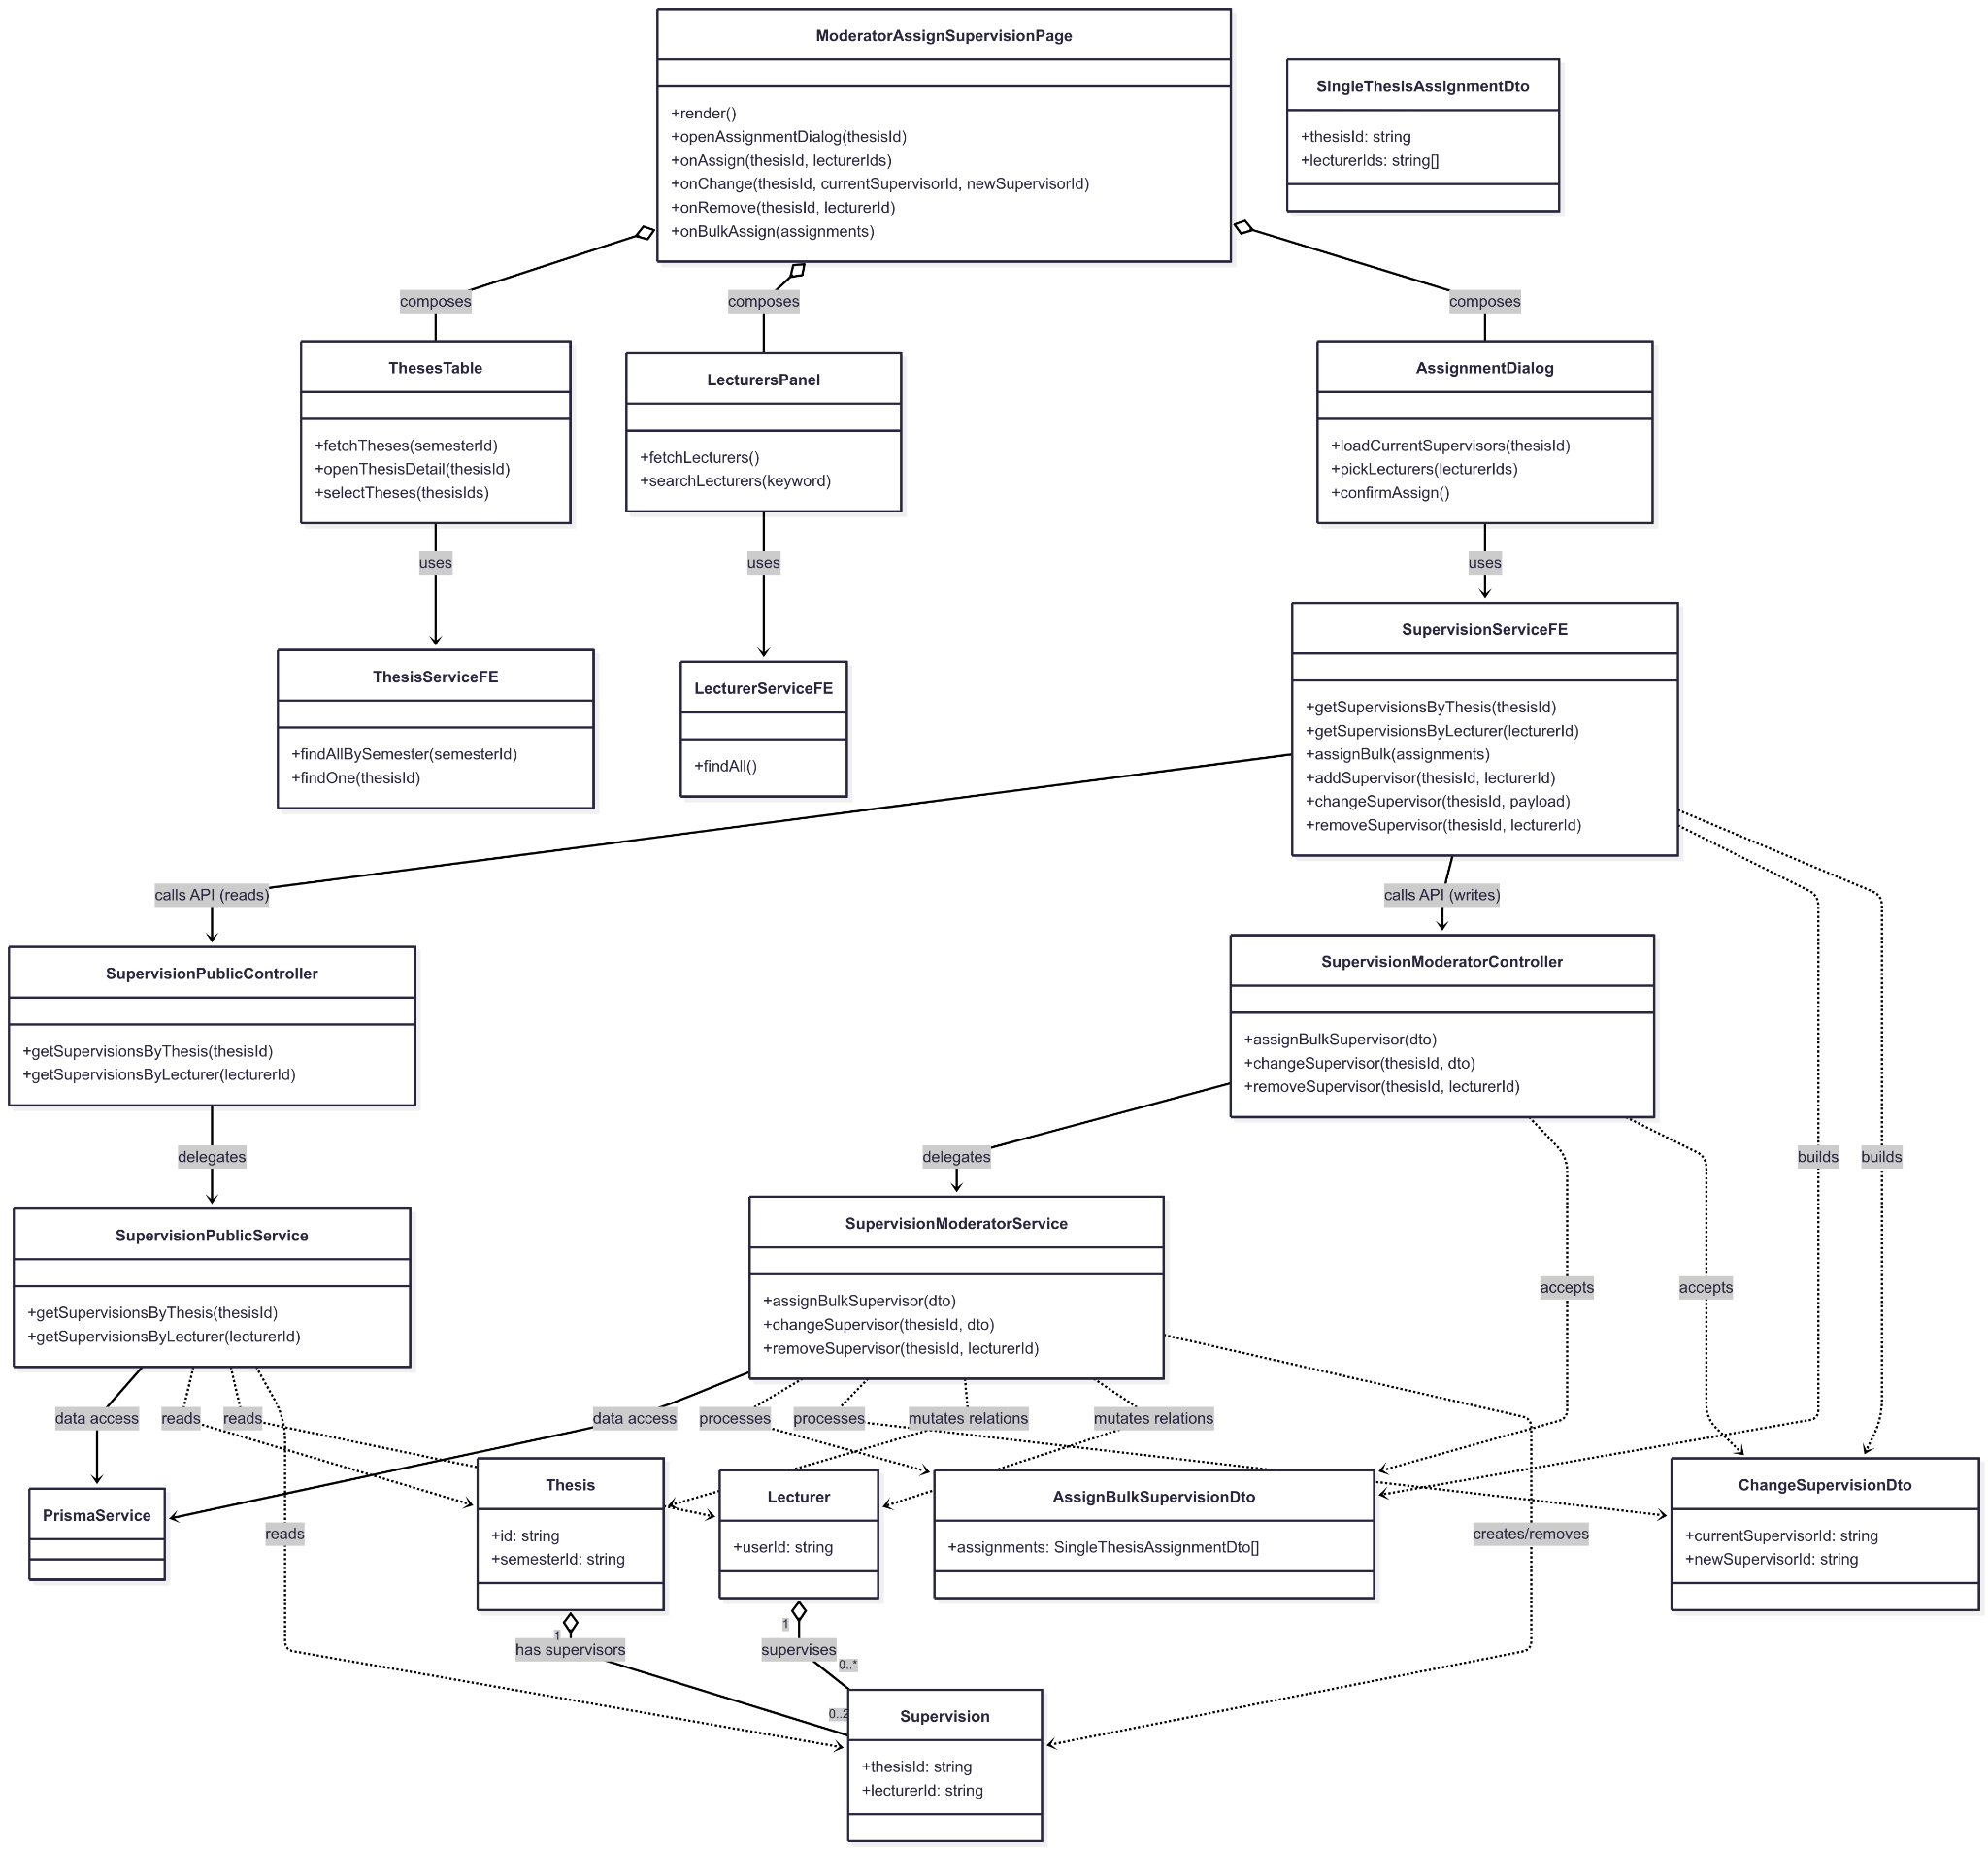 ModeratorAssignSupervisionPage
+render()
+openAssignmentDialog(thesisId)
+onAssign(thesisId, lecturerIds)
+onChange(thesisId, currentSupervisorId, newSupervisorId)
+onRemove(thesisId, lecturerId)
+onBulkAssign(assignments)
SingleThesisAssignmentDto
+thesisId: string
+lecturerIds: string[]
composes
composes
composes
ThesesTable
+fetchTheses(semesterId)
+openThesisDetail(thesisId)
+selectTheses(thesisIds)
LecturersPanel
+fetchLecturers()
+searchLecturers(keyword)
AssignmentDialog
+loadCurrentSupervisors(thesisId)
+pickLecturers(lecturerIds)
+confirmAssign()
uses
uses
uses
ThesisServiceFE
+findAllBySemester(semesterId)
+findOne(thesisId)
LecturerServiceFE
+findAll()
SupervisionServiceFE
+getSupervisionsByThesis(thesisId)
+getSupervisionsByLecturer(lecturerId)
+assignBulk(assignments)
+addSupervisor(thesisId, lecturerId)
+changeSupervisor(thesisId, payload)
+removeSupervisor(thesisId, lecturerId)
calls API (reads)
calls API (writes)
SupervisionPublicController
+getSupervisionsByThesis(thesisId)
+getSupervisionsByLecturer(lecturerId)
SupervisionModeratorController
+assignBulkSupervisor(dto)
+changeSupervisor(thesisId, dto)
+removeSupervisor(thesisId, lecturerId)
delegates
delegates
builds
builds
SupervisionPublicService
+getSupervisionsByThesis(thesisId)
+getSupervisionsByLecturer(lecturerId)
SupervisionModeratorService
+assignBulkSupervisor(dto)
+changeSupervisor(thesisId, dto)
+removeSupervisor(thesisId, lecturerId)
accepts
accepts
data access
reads
reads
data access
processes
processes
mutates relations
mutates relations
PrismaService
reads
Thesis
+id: string
+semesterId: string
Lecturer
+userId: string
AssignBulkSupervisionDto
+assignments: SingleThesisAssignmentDto[]
creates/removes
ChangeSupervisionDto
+currentSupervisorId: string
+newSupervisorId: string
1
has supervisors
0..2
1
supervises
0..*
Supervision
+thesisId: string
+lecturerId: string